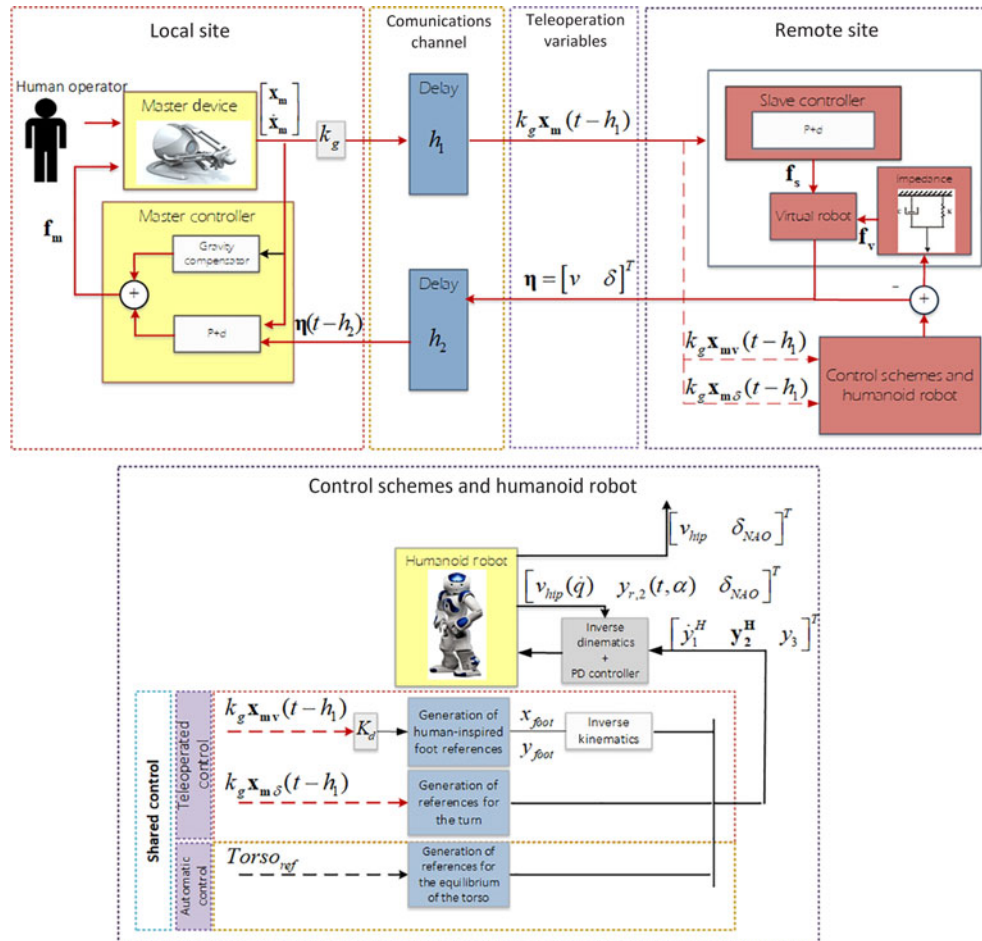 Local site
Comunications
channel
Teleoperation
variables
Remote site
Human operator
Master device
[x_m ẋ_m]
k_g
Delay
h_1
k_g x_m (t − h_1)
Slave controller
P+d
f_s
Impedance
K
Virtual robot
f_v
f_m
Master controller
Gravity
compensator
+
P+d
η(t − h_2)
Delay
h_2
η = [v δ]^T
−
+
k_g x_mv (t − h_1)
k_g x_mδ (t − h_1)
Control schemes and
humanoid robot
Control schemes and humanoid robot
[v_hip δ_NAO]^T
Humanoid robot
[v_hip(q̇) y_r,2(t,α) δ_NAO]^T
Inverse
dinematics
+
PD controller
[ẏ_1^H y_2^H y_3]^T
Shared control
Teleoperated
control
k_g x_mv (t − h_1)
K_d
Generation of
human-inspired
foot references
x_foot
y_foot
Inverse
kinematics
k_g x_mδ (t − h_1)
Generation of
references for
the turn
Automatic
control
Torso_ref
Generation of
references for
the equilibrium
of the torso